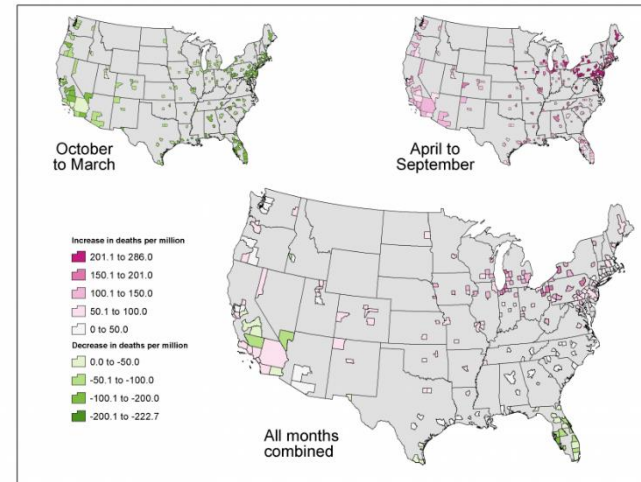 October
to March
April to
September
Increase in deaths per million
201.1 to 286.0
150.1 to 201.0
100.1 to 150.0
50.1 to 100.0
0 to 50.0
Decrease in deaths per million
0.0 to -50.0
-50.1 to -100.0
-100.1 to -200.0
-200.1 to -222.7
All months
combined